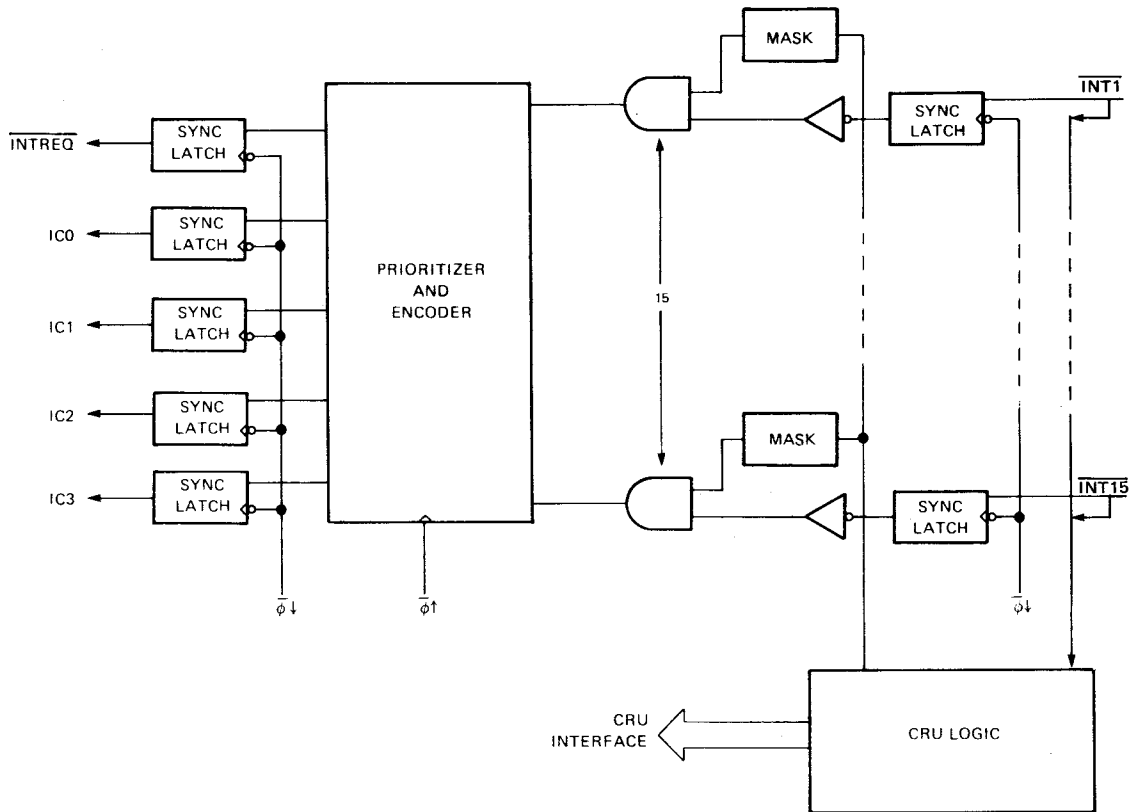 MASK
INT1
SYNC
LATCH
SYNC
LATCH
INTREQ
SYNC
LATCH
IC0
PRIORITIZER
AND
ENCODER
15
SYNC
LATCH
IC1
SYNC
LATCH
IC2
MASK
SYNC
LATCH
IC3
INT15
SYNC
LATCH
φ̅↓
φ̅↑
φ̅↓
CRU
INTERFACE
CRU LOGIC